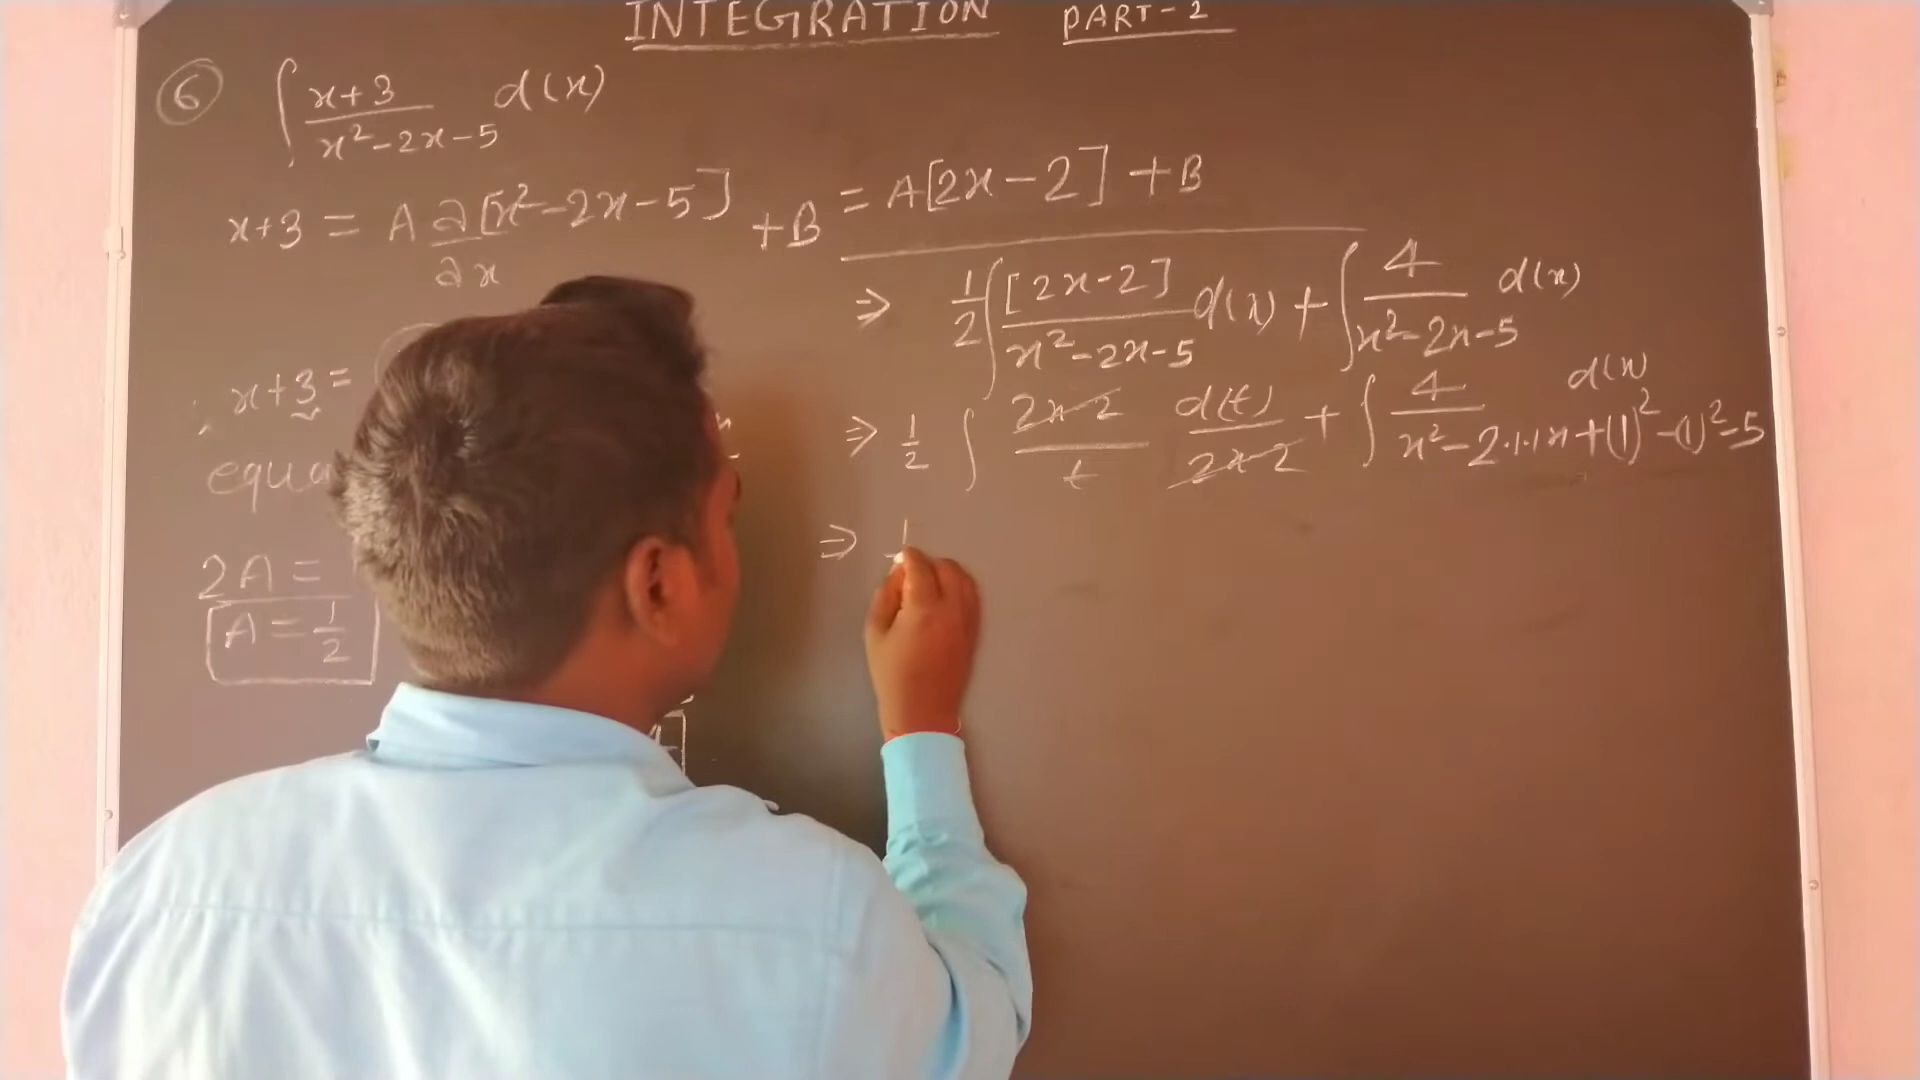 INTEGRATION PART-2
⑥ ∫ x+3 / x²-2x-5 d(x)
x+3 = A ∂/∂x [x²-2x-5] + B = A[2x-2] + B
⇒ 1/2 ∫ [2x-2] / x²-2x-5 d(x) + ∫ 4 / x²-2x-5 d(x)
x+3 =
⇒ 1/2 ∫ 2x-2 / t d(t) / 2x-2 + ∫ 4 / x²-2·1·x+(1)²-(1)²-5 d(x)
2A =
A = 1/2
⇒ 1